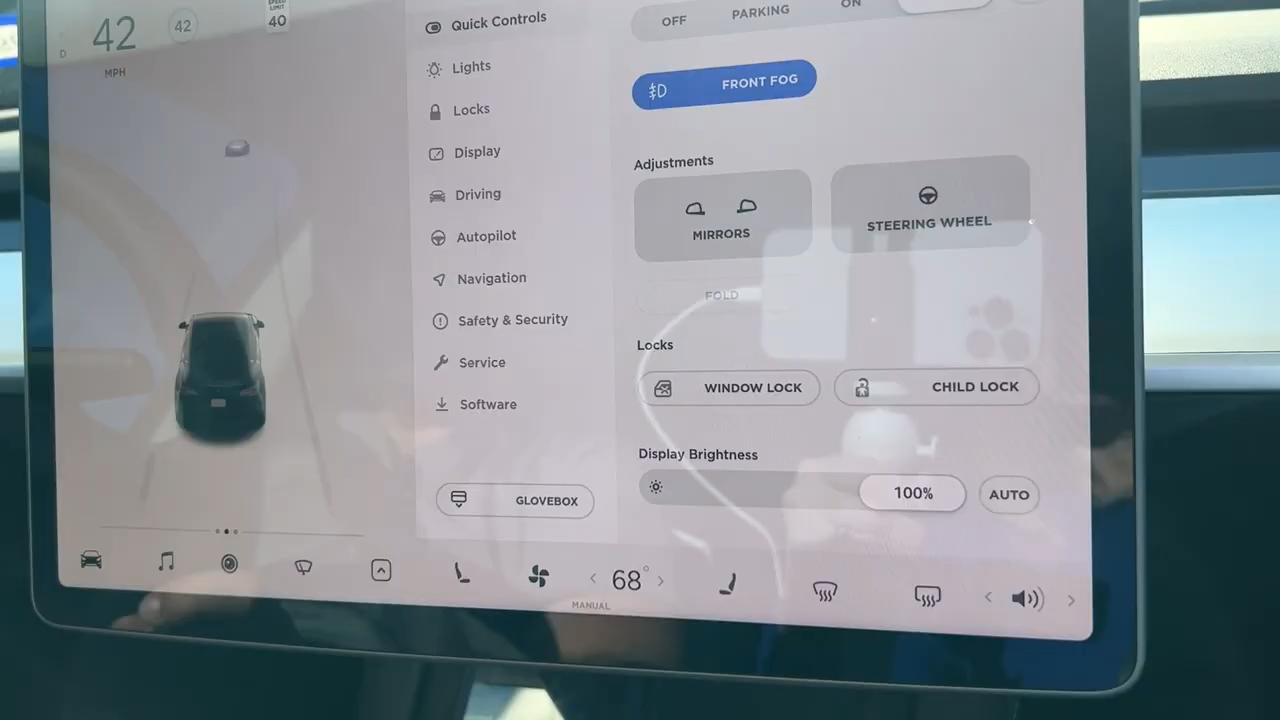 42
MPH
D
42
SPEED
LIMIT
40
Quick Controls
Lights
Locks
Display
Driving
Autopilot
Navigation
Safety & Security
Service
Software
GLOVEBOX
OFF
PARKING
ON
FRONT FOG
Adjustments
MIRRORS
STEERING WHEEL
FOLD
Locks
WINDOW LOCK
CHILD LOCK
Display Brightness
100%
AUTO
68°
MANUAL